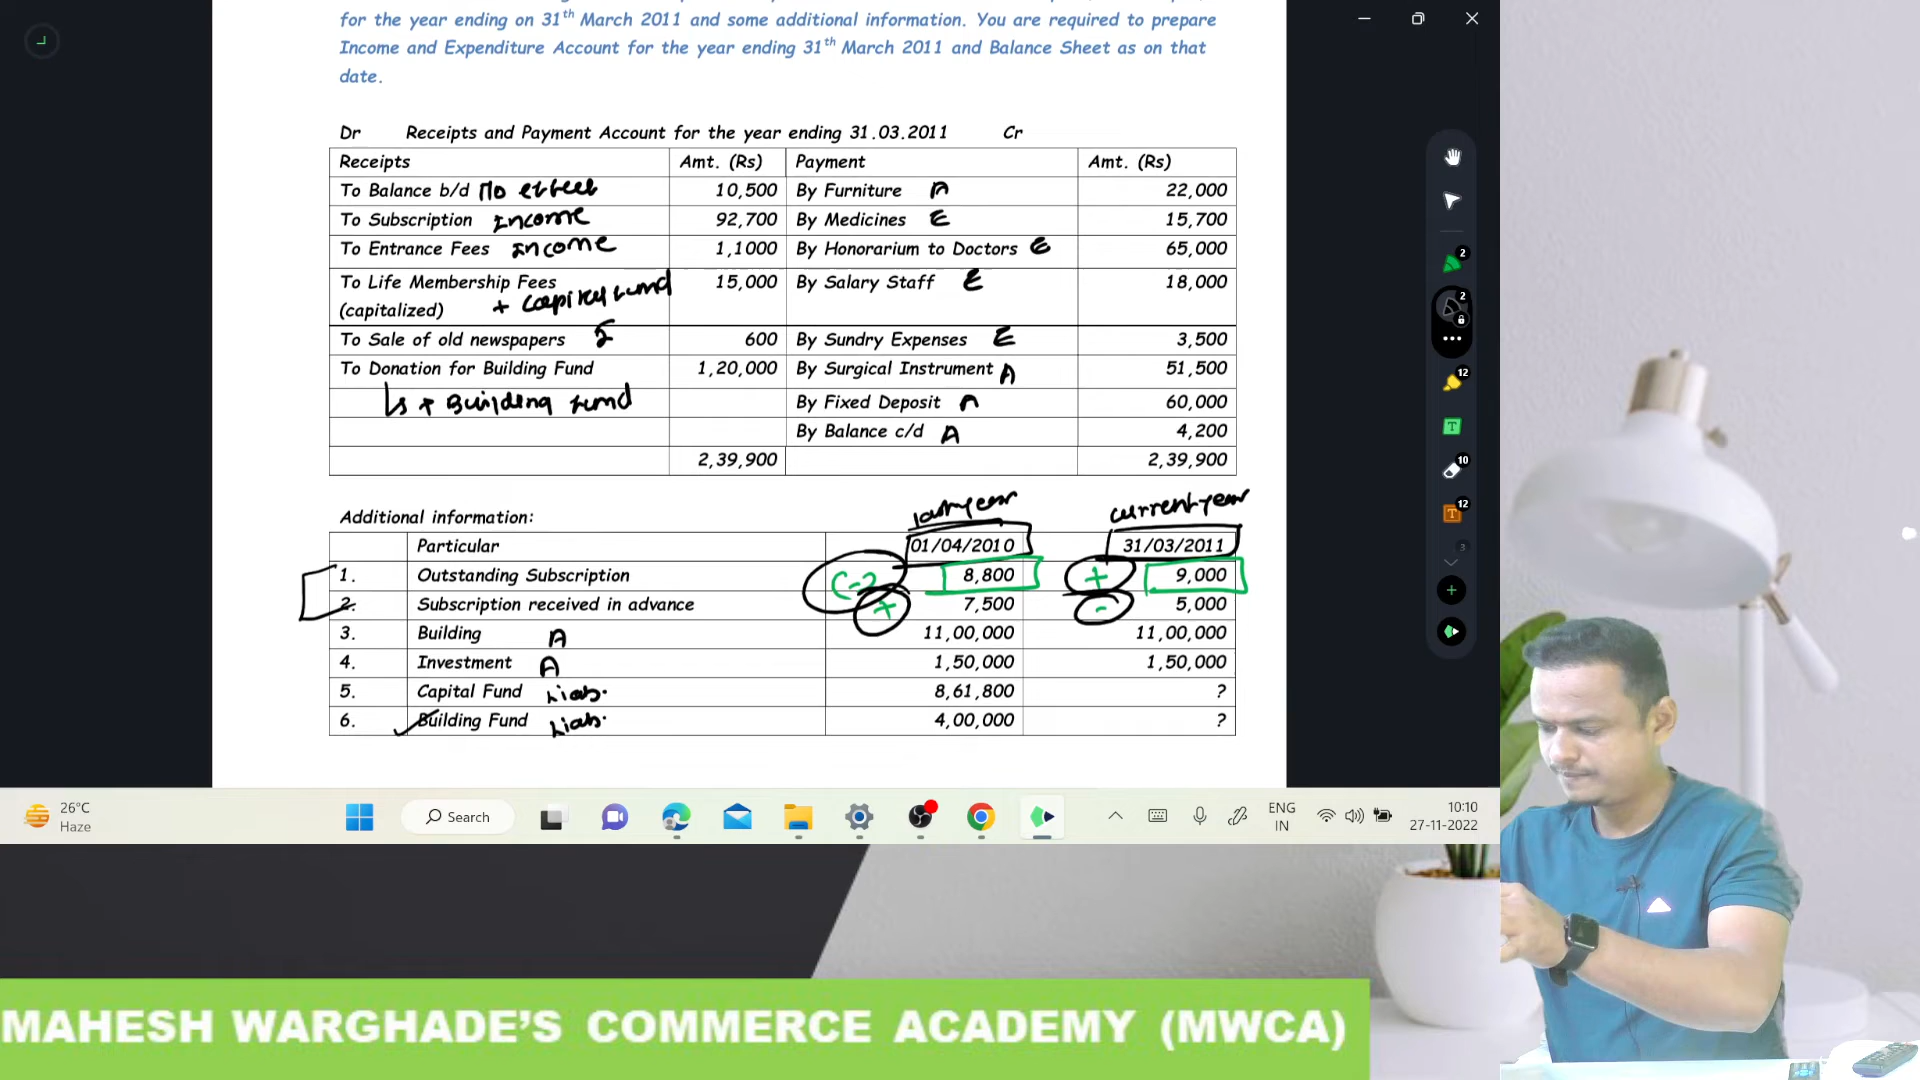 for the year ending on 31th March 2011 and some additional information. You are required to prepare
Income and Expenditure Account for the year ending 31th March 2011 and Balance Sheet as on that
date.
Dr Receipts and Payment Account for the year ending 31.03.2011 Cr
Receipts Amt. (Rs) Payment Amt. (Rs)
To Balance b/d No effect 10,500 By Furniture A 22,000
To Subscription Income 92,700 By Medicines E 15,700
To Entrance Fees Income 1,1000 By Honorarium to Doctors E 65,000
To Life Membership Fees 15,000 By Salary Staff E 18,000
(capitalized) + Capital Fund
To Sale of old newspapers I 600 By Sundry Expenses E 3,500
To Donation for Building Fund 1,20,000 By Surgical Instrument A 51,500
+ Building Fund By Fixed Deposit A 60,000
By Balance c/d A 4,200
2,39,900 2,39,900
last year current year
Additional information:
Particular 01/04/2010 31/03/2011
1. Outstanding Subscription (-) 8,800 + 9,000
2. Subscription received in advance + 7,500 - 5,000
3. Building A 11,00,000 11,00,000
4. Investment A 1,50,000 1,50,000
5. Capital Fund Liab. 8,61,800 ?
6. Building Fund Liab. 4,00,000 ?
2
2
12
T
10
T 12
3
26°C
Haze
Search
ENG
IN
10:10
27-11-2022
MAHESH WARGHADE'S COMMERCE ACADEMY (MWCA)